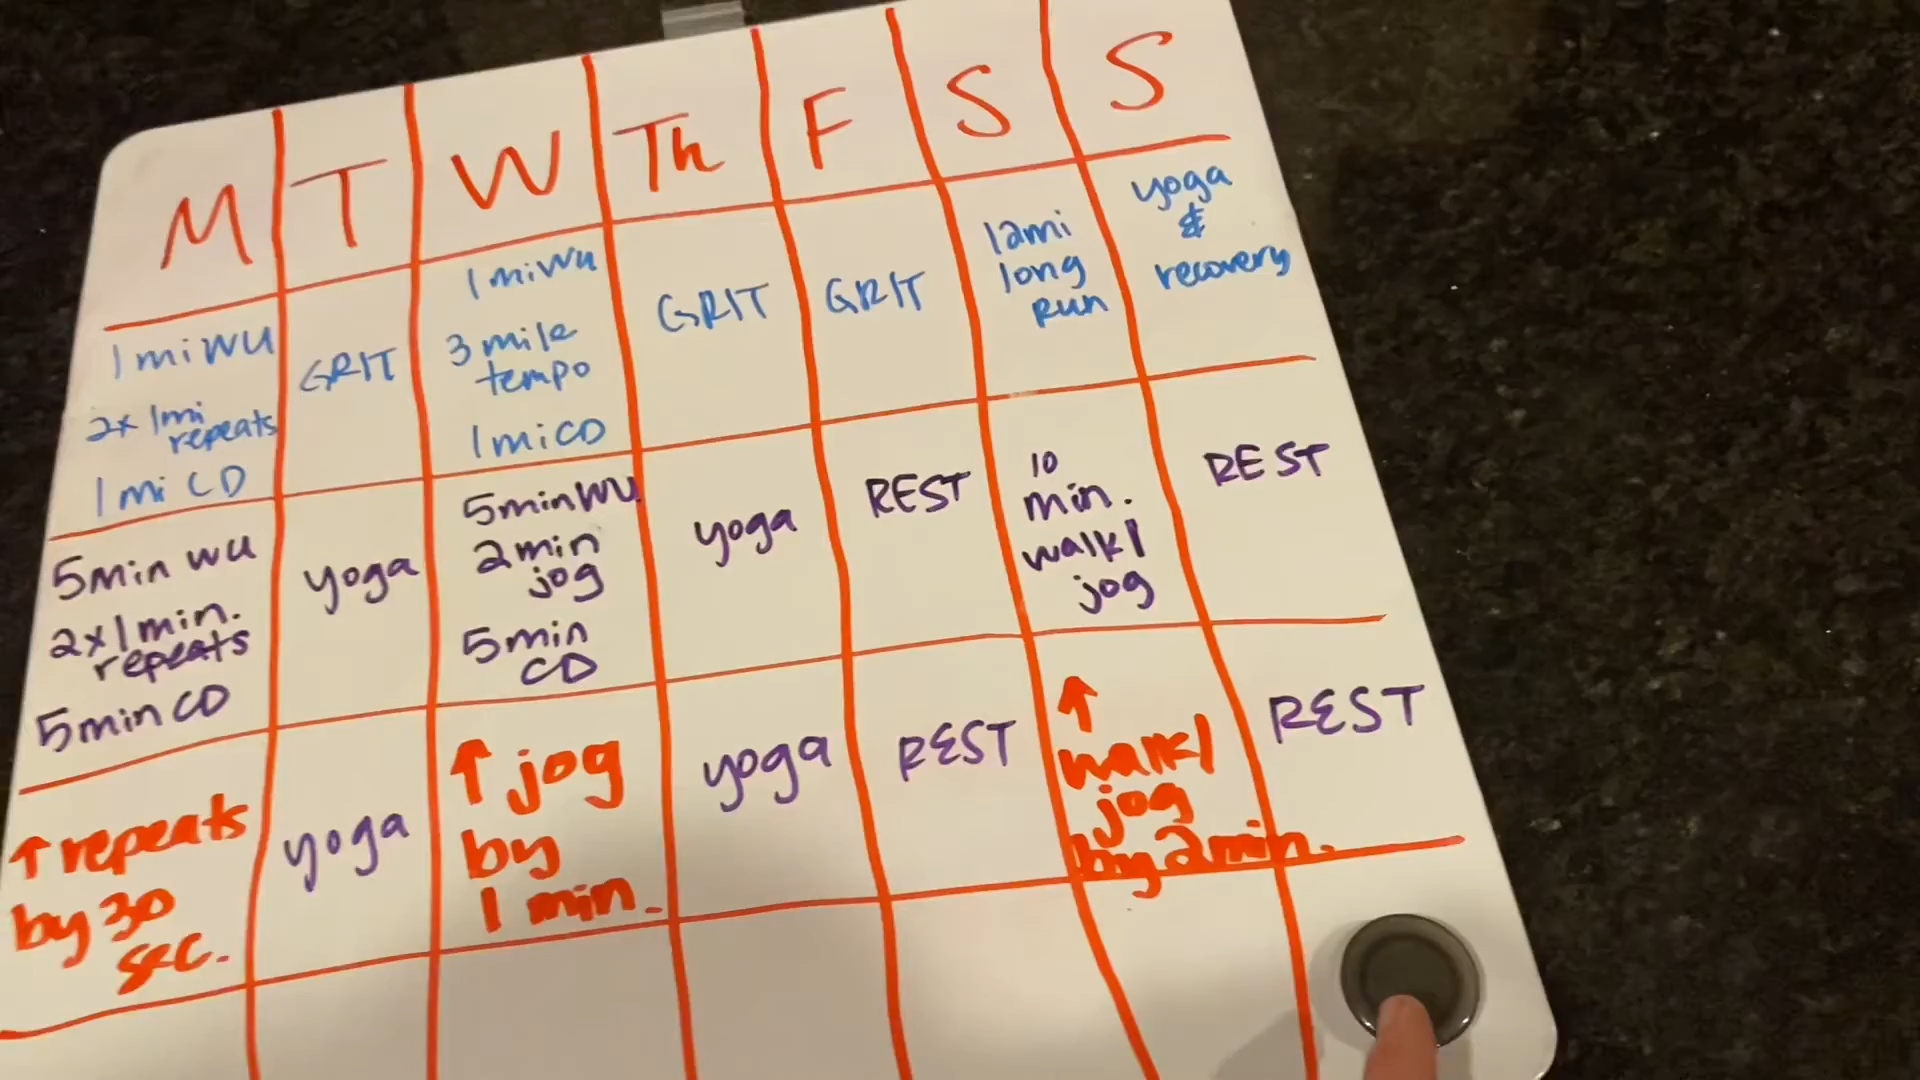 M T W Th F S S
1 mi WU
2x 1mi
repeats
1 mi CD
GRIT
1 mi WU
3 mile
tempo
1 mi CD
GRIT
GRIT
12mi
long
run
yoga
&
recovery
5min WU
2x1min.
repeats
5min CD
yoga
5min WU
2min
jog
5min
CD
yoga
REST
10
min.
walk/
jog
REST
↑ repeats
by 30
sec.
yoga
↑ jog
by
1 min.
yoga
REST
↑
walk/
jog
by 2min.
REST